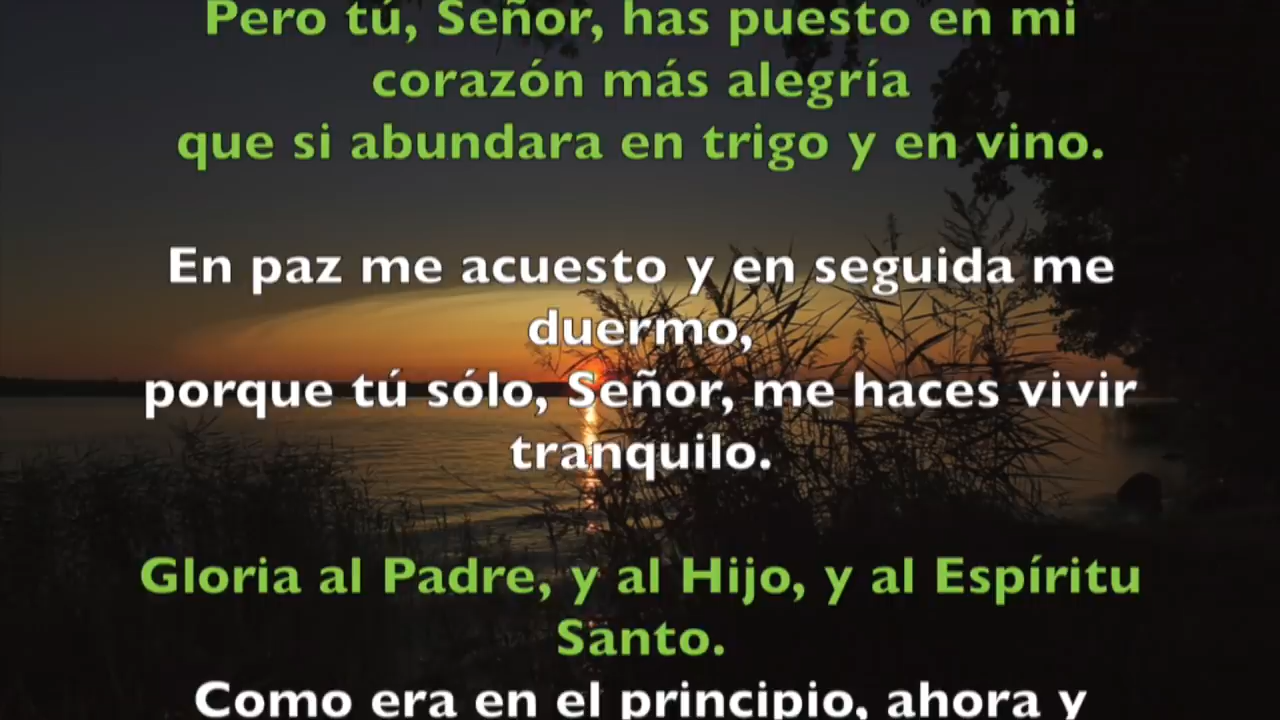 Pero tú, Señor, has puesto en mi
corazón más alegría
que si abundara en trigo y en vino.
En paz me acuesto y en seguida me
duermo,
porque tú sólo, Señor, me haces vivir
tranquilo.
Gloria al Padre, y al Hijo, y al Espíritu
Santo.
Como era en el principio, ahora y